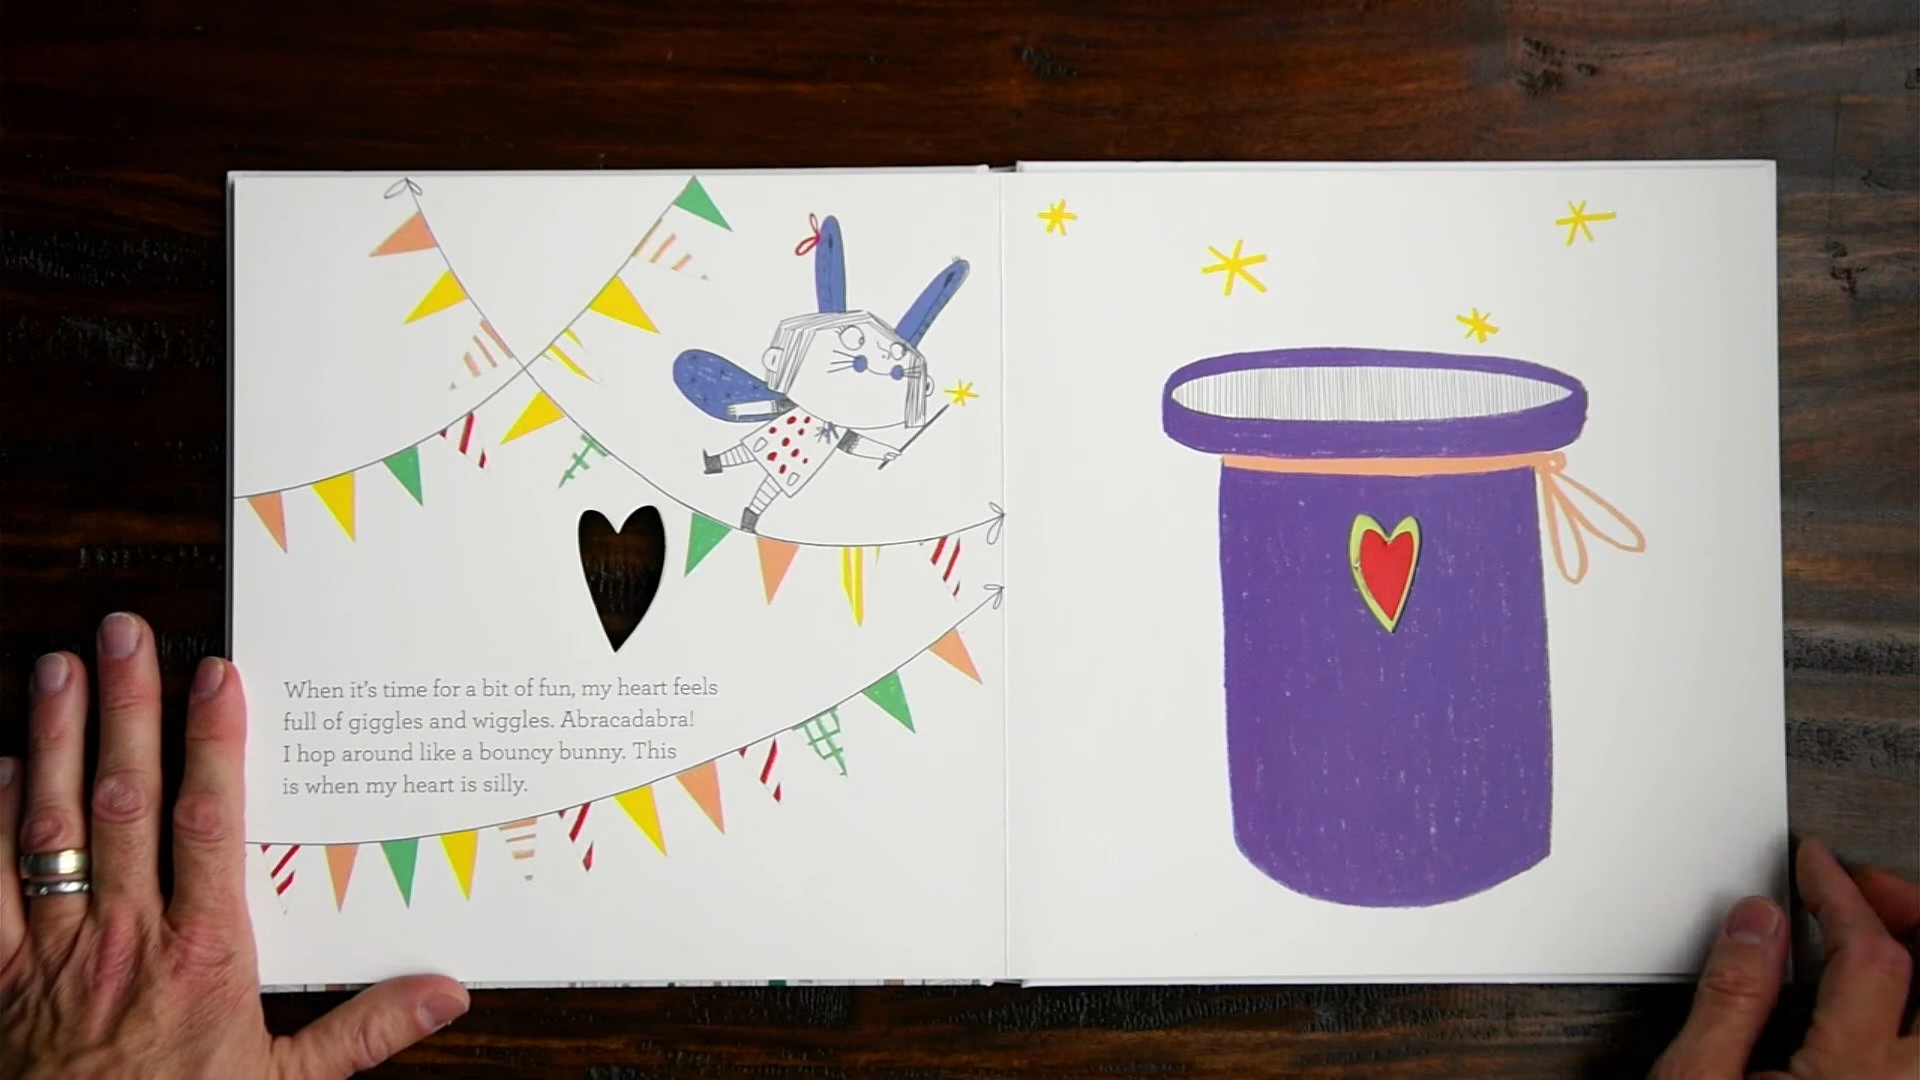 When it's time for a bit of fun, my heart feels
full of giggles and wiggles. Abracadabra!
I hop around like a bouncy bunny. This
is when my heart is silly.